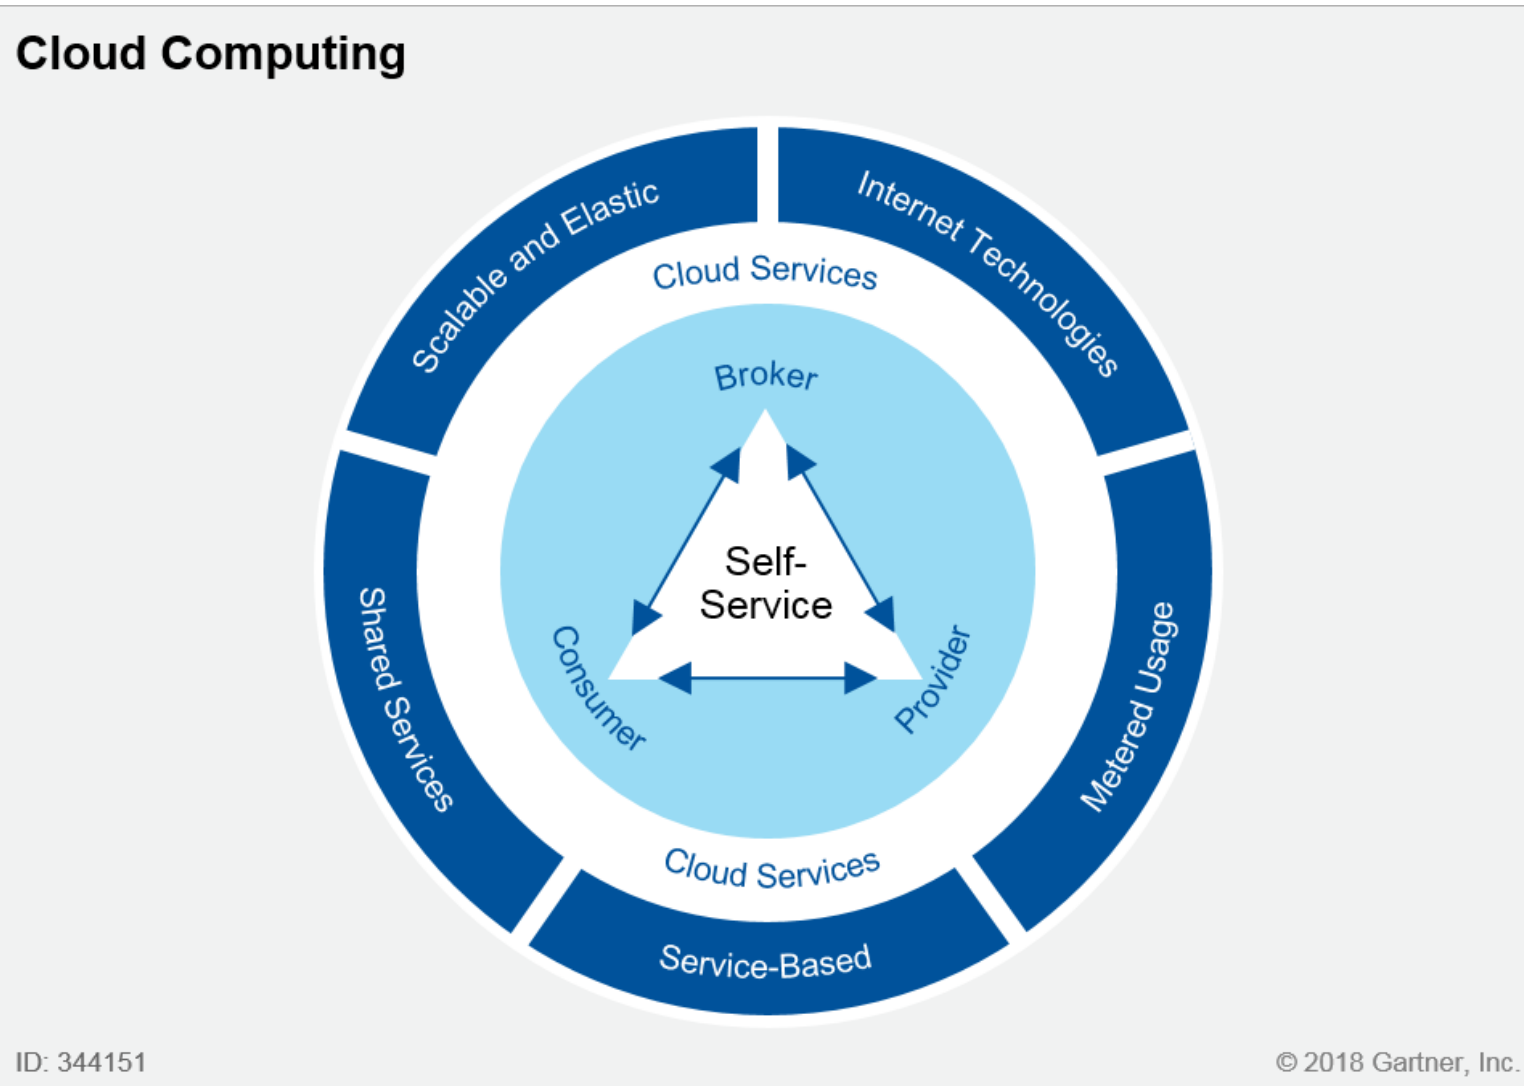 Cloud Computing
Scalable and Elastic
Internet Technologies
Cloud Services
Broker
Self-
Service
Consumer
Provider
Shared Services
Metered Usage
Cloud Services
Service-Based
ID: 344151
© 2018 Gartner, Inc.